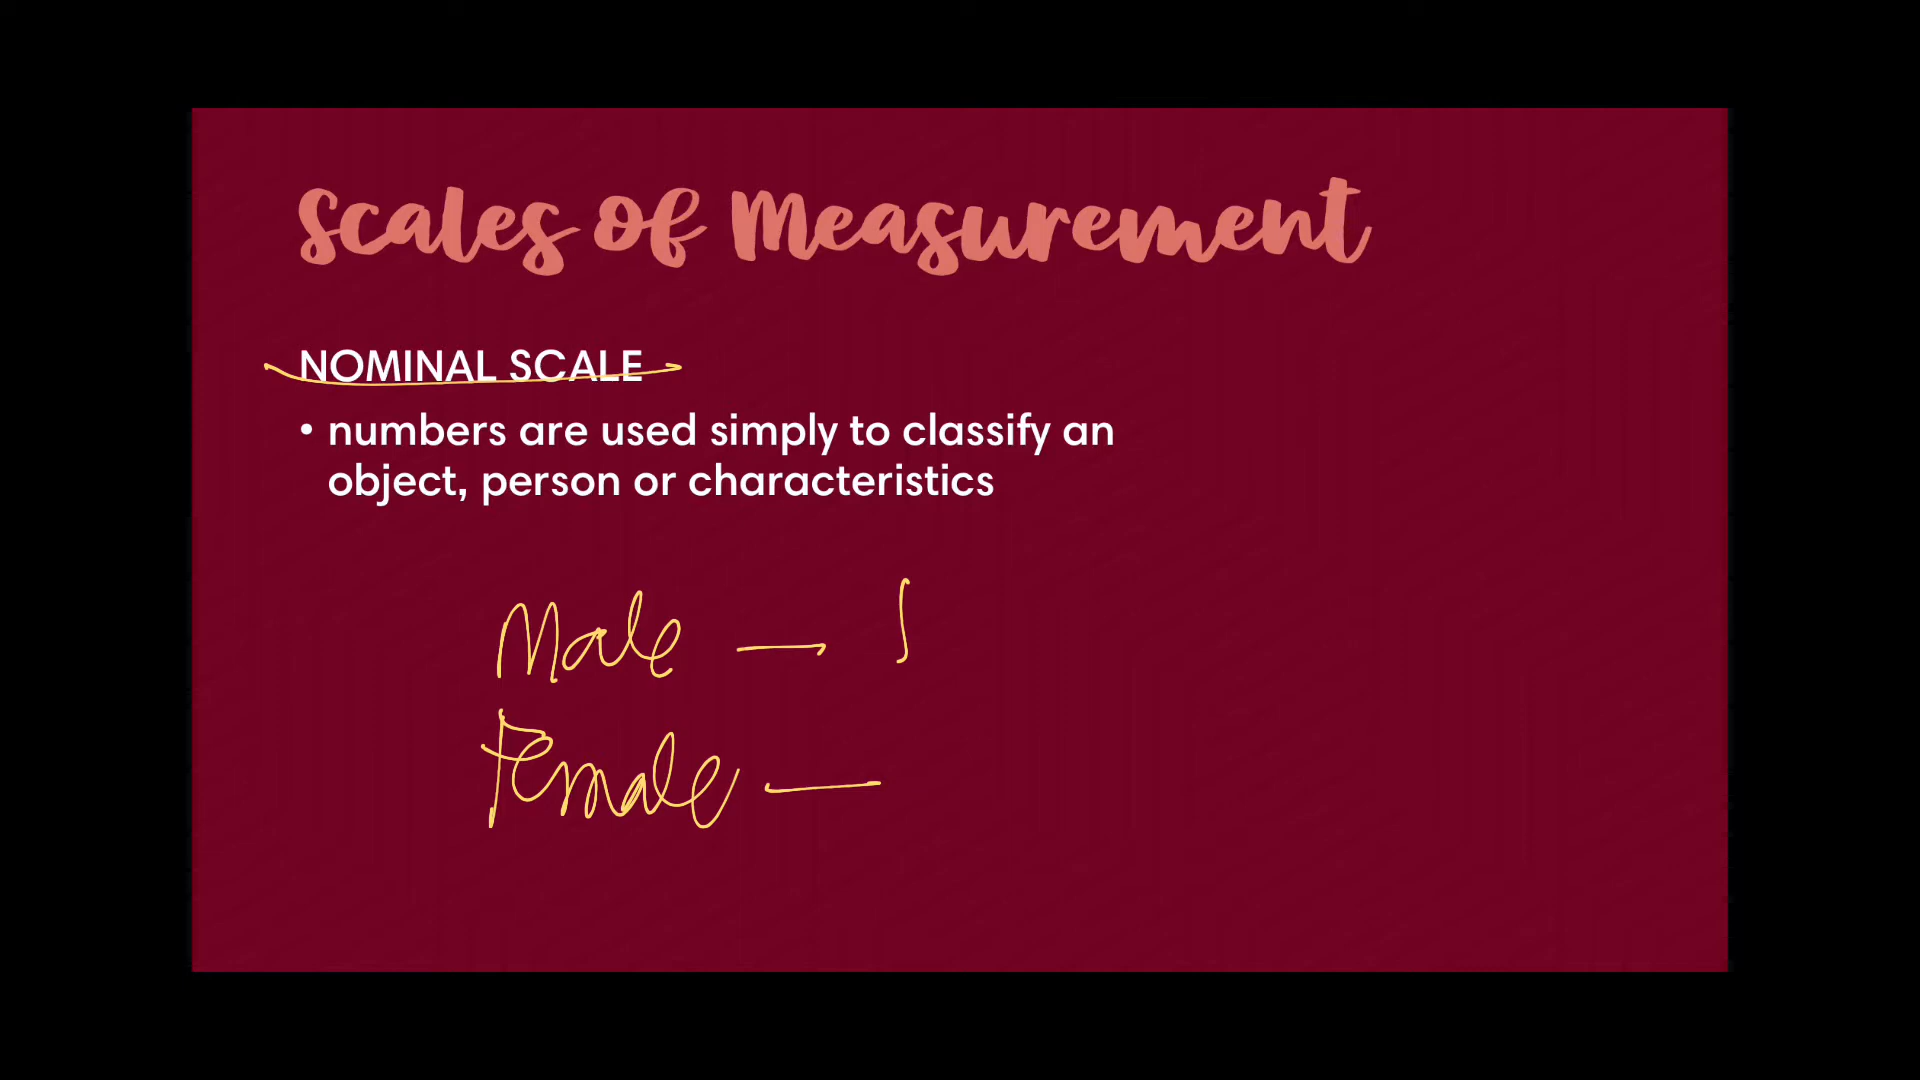 Scales of Measurement
NOMINAL SCALE
• numbers are used simply to classify an
object, person or characteristics
Male — 1
Female —